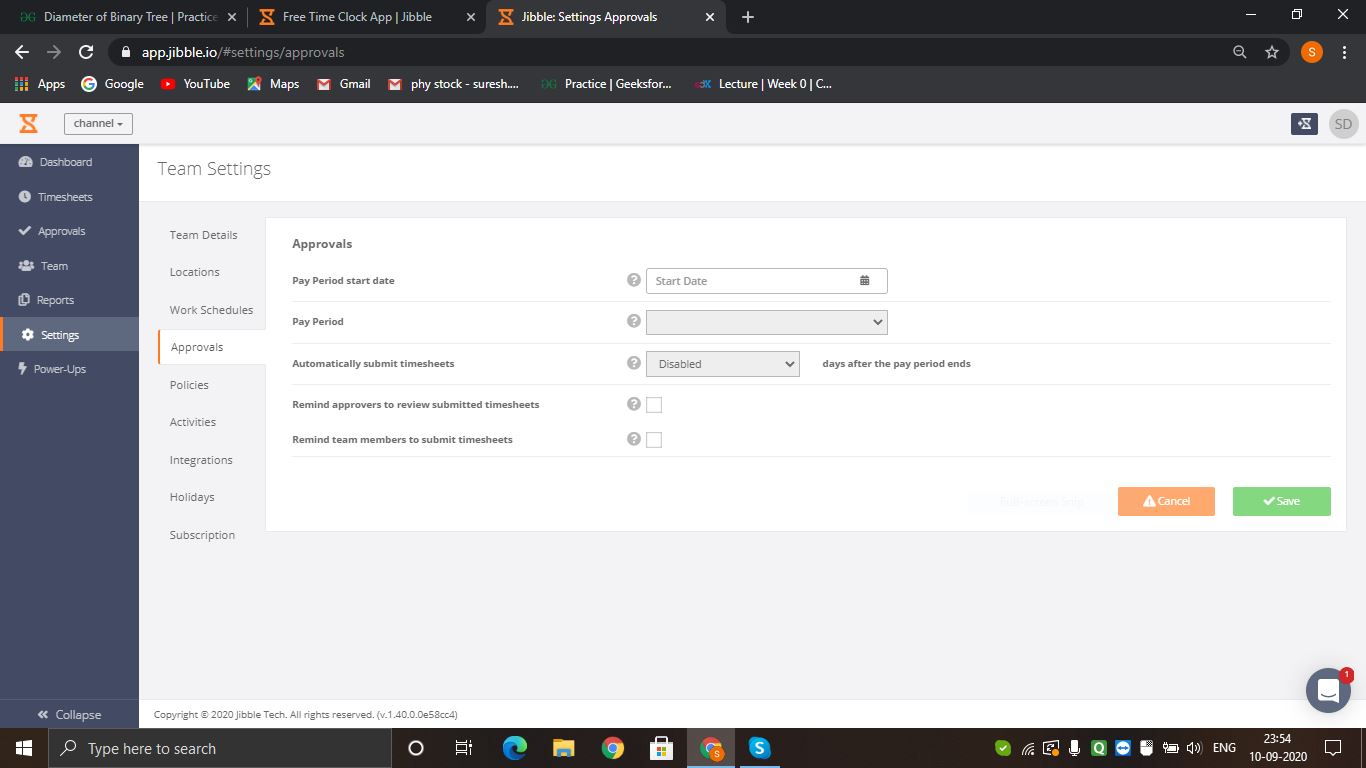 Diameter of Binary Tree | Practice
Free Time Clock App | Jibble
Jibble: Settings Approvals
app.jibble.io/#settings/approvals
S
Apps
Google
YouTube
Maps
Gmail
phy stock - suresh....
Practice | Geeksfor...
Lecture | Week 0 | C...
channel
SD
Dashboard
Timesheets
Approvals
Team
Reports
Settings
Power-Ups
Collapse
Team Settings
Team Details
Locations
Work Schedules
Approvals
Policies
Activities
Integrations
Holidays
Subscription
Approvals
Pay Period start date
? Start Date
Pay Period
?
Automatically submit timesheets
? Disabled days after the pay period ends
Remind approvers to review submitted timesheets
?
Remind team members to submit timesheets
?
Full-screen Snip
Cancel
Save
1
Copyright © 2020 Jibble Tech. All rights reserved. (v.1.40.0.0e58cc4)
Type here to search
S
S
Q
ENG
23:54
10-09-2020